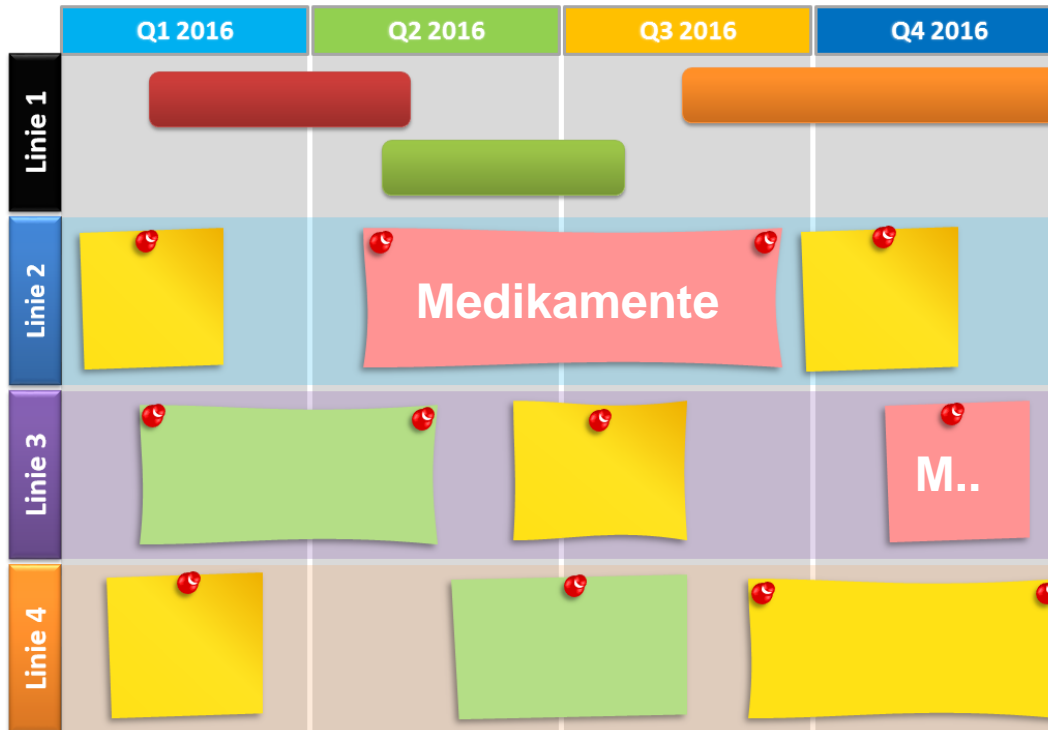 Q1 2016
Q2 2016
Q3 2016
Q4 2016
Linie 1
Linie 2
Medikamente
Linie 3
M..
Linie 4